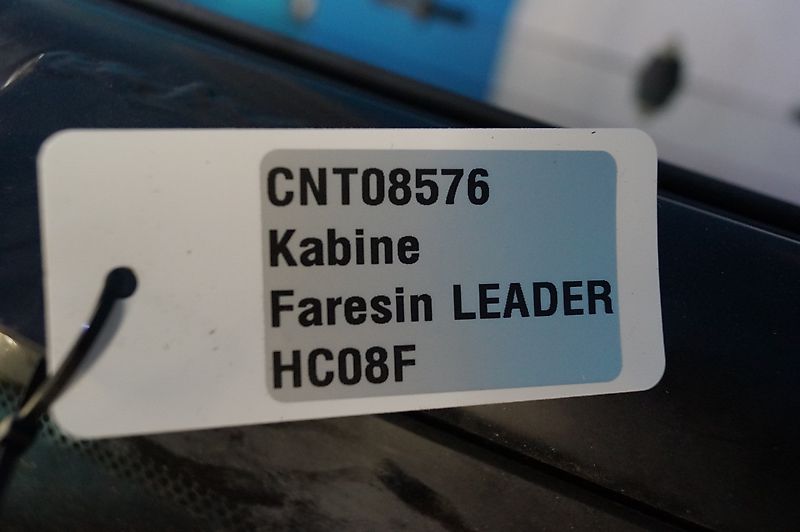 CNT08576
Kabine
Faresin LEADER
HC08F